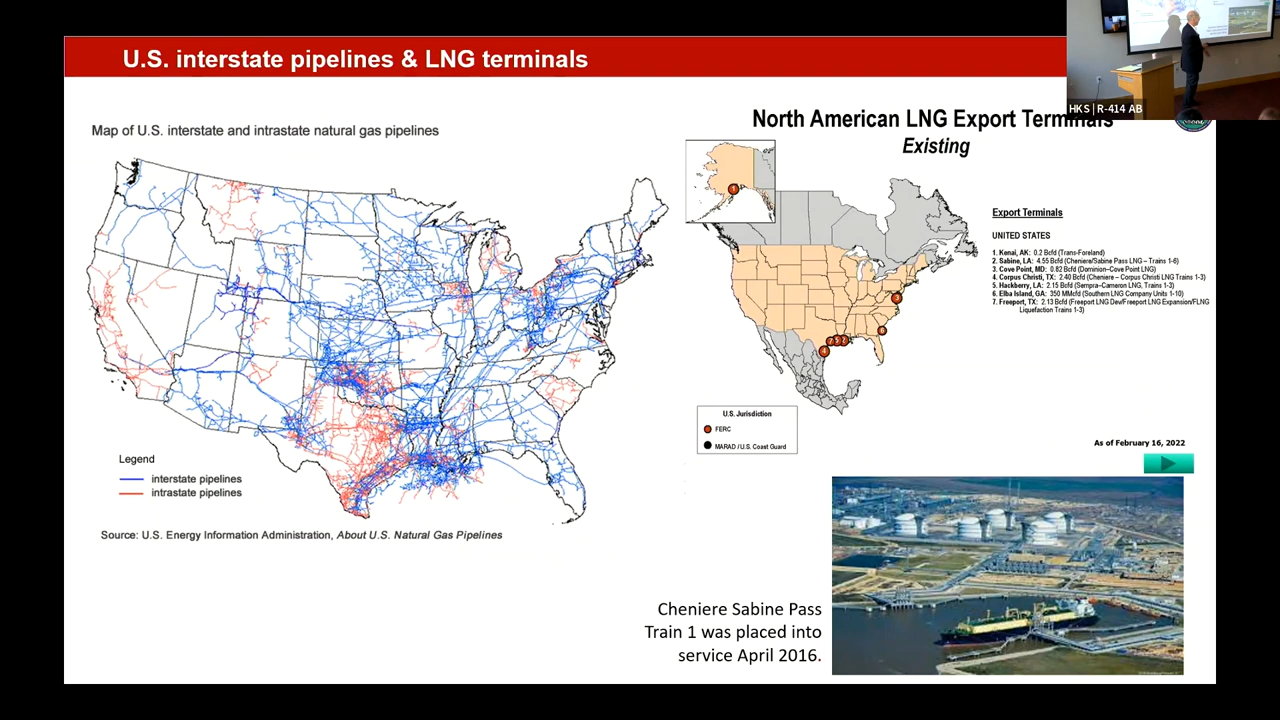 U.S. interstate pipelines & LNG terminals
HKS | R-414 AB
Map of U.S. interstate and intrastate natural gas pipelines
Legend
interstate pipelines
intrastate pipelines
Source: U.S. Energy Information Administration, About U.S. Natural Gas Pipelines
North American LNG Export Terminals
Existing
Export Terminals
UNITED STATES
1. Kenai, AK: 0.2 Bcfd (Trans-Foreland)
2. Sabine, LA: 4.55 Bcfd (Cheniere/Sabine Pass LNG – Trains 1-6)
3. Cove Point, MD: 0.82 Bcfd (Dominion–Cove Point LNG)
4. Corpus Christi, TX: 2.40 Bcfd (Cheniere – Corpus Christi LNG Trains 1-3)
5. Hackberry, LA: 2.15 Bcfd (Sempra–Cameron LNG, Trains 1-3)
6. Elba Island, GA: 350 MMcfd (Southern LNG Company Units 1-10)
7. Freeport, TX: 2.13 Bcfd (Freeport LNG Dev/Freeport LNG Expansion/FLNG
Liquefaction Trains 1-3)
1
3
6
7 5 2
4
U.S. Jurisdiction
FERC
MARAD / U.S. Coast Guard
As of February 16, 2022
Cheniere Sabine Pass
Train 1 was placed into
service April 2016.